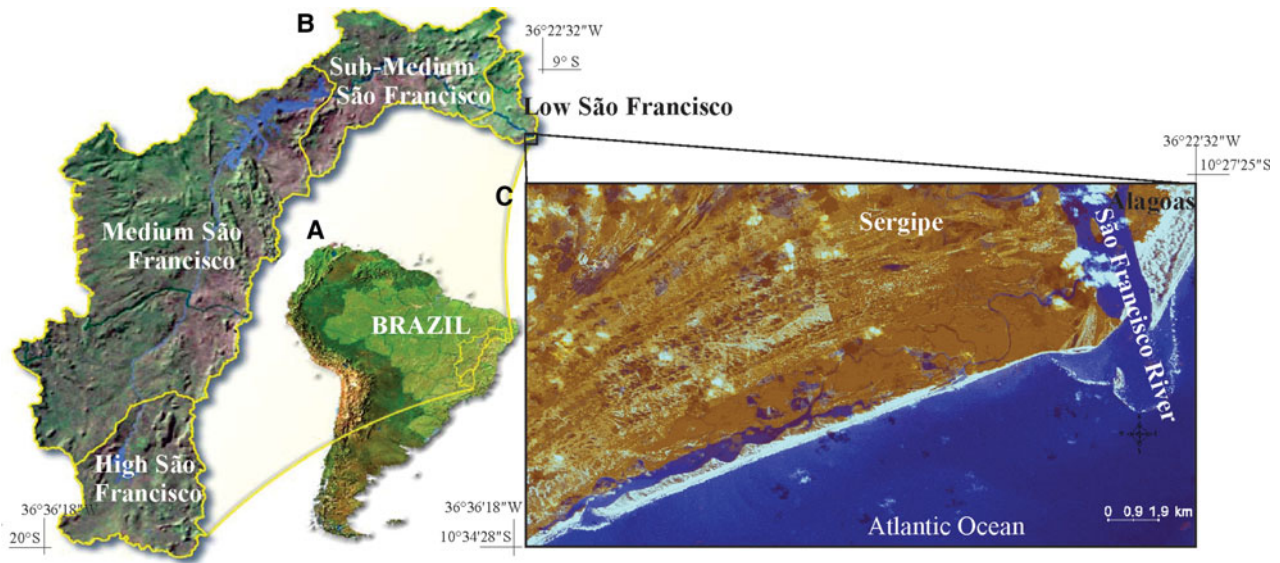 B
36°22'32"W
9° S
Sub-Medium
São Francisco
Low São Francisco
36°22'32"W
10°27'25"S
C
Alagoas
Sergipe
São Francisco River
Medium São
Francisco
A
BRAZIL
High São
Francisco
36°36'18"W
20°S
36°36'18"W
10°34'28"S
Atlantic Ocean
0 0.9 1.9 km